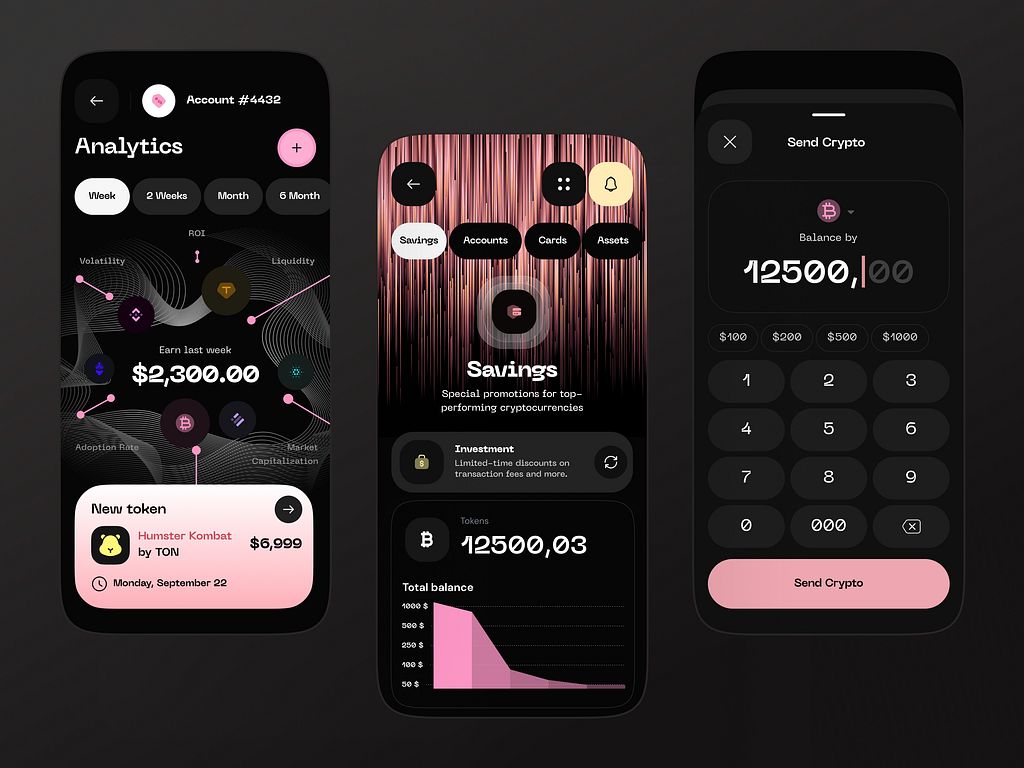 Account #4432
Analytics
Week
2 Weeks
Month
6 Month
ROI
Volatility
Liquidity
Earn last week
$2,300.00
Adoption Rate
Market
Capitalization
New token
Humster Kombat
by TON
$6,999
Monday, September 22
Savings
Accounts
Cards
Assets
Savings
Special promotions for top-
performing cryptocurrencies
Investment
Limited-time discounts on
transaction fees and more.
Tokens
12500,03
Total balance
1000 $
500 $
250 $
100 $
50 $
Send Crypto
Balance by
12500,00
$100
$200
$500
$1000
1
2
3
4
5
6
7
8
9
0
000
Send Crypto